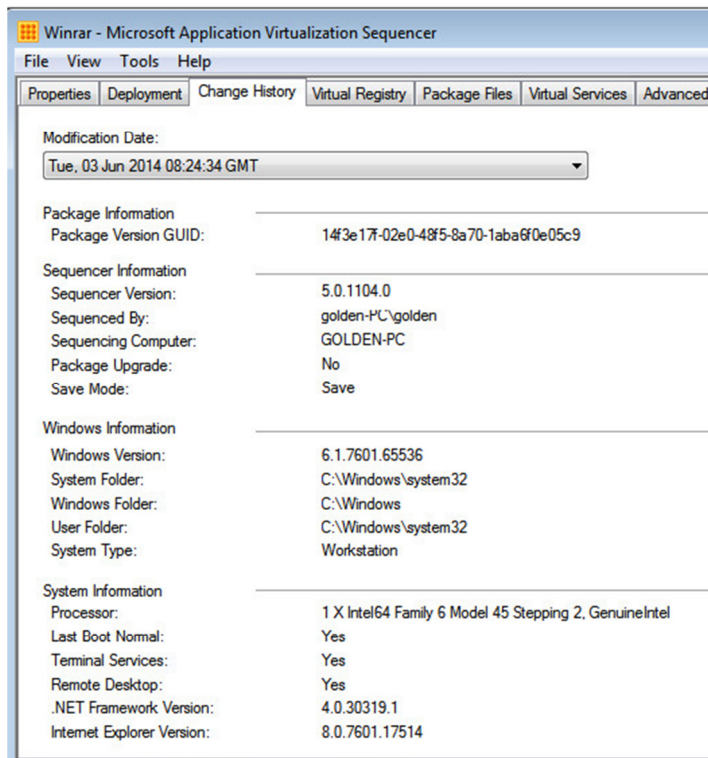 Winrar - Microsoft Application Virtualization Sequencer
File View Tools Help
Properties Deployment Change History Virtual Registry Package Files Virtual Services Advanced
Modification Date:
Tue, 03 Jun 2014 08:24:34 GMT
Package Information
Package Version GUID: 14f3e17f-02e0-48f5-8a70-1aba6f0e05c9
Sequencer Information
Sequencer Version: 5.0.1104.0
Sequenced By: golden-PC\golden
Sequencing Computer: GOLDEN-PC
Package Upgrade: No
Save Mode: Save
Windows Information
Windows Version: 6.1.7601.65536
System Folder: C:\Windows\system32
Windows Folder: C:\Windows
User Folder: C:\Windows\system32
System Type: Workstation
System Information
Processor: 1 X Intel64 Family 6 Model 45 Stepping 2, GenuineIntel
Last Boot Normal: Yes
Terminal Services: Yes
Remote Desktop: Yes
.NET Framework Version: 4.0.30319.1
Internet Explorer Version: 8.0.7601.17514